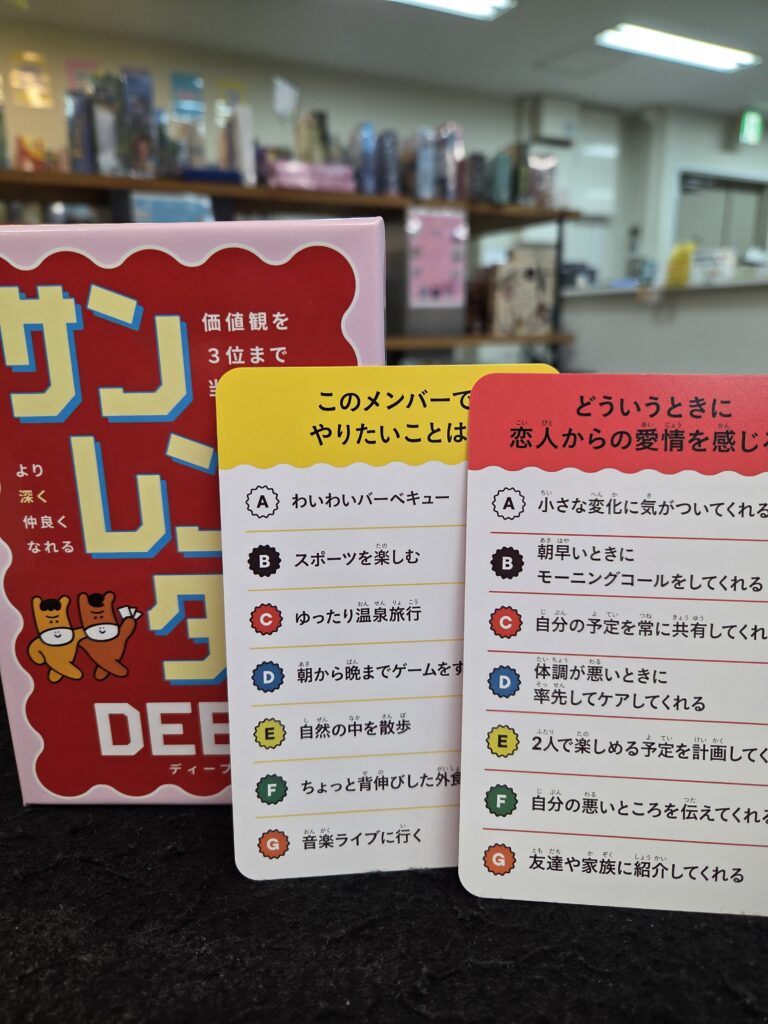 価値観を
３位まで
サン
レン
タ
DEE
ディープ
より
深く
仲良く
なれる
このメンバーで
やりたいことは
A わいわいバーベキュー
B スポーツを楽しむ
C ゆったり温泉旅行
D 朝から晩までゲームをす
E 自然の中を散歩
F ちょっと背伸びした外食
G 音楽ライブに行く
どういうときに
恋人からの愛情を感じる
A 小さな変化に気がついてくれる
B 朝早いときに
モーニングコールをしてくれる
C 自分の予定を常に共有してくれ
D 体調が悪いときに
率先してケアしてくれる
E 2人で楽しめる予定を計画してく
F 自分の悪いところを伝えてくれる
G 友達や家族に紹介してくれる